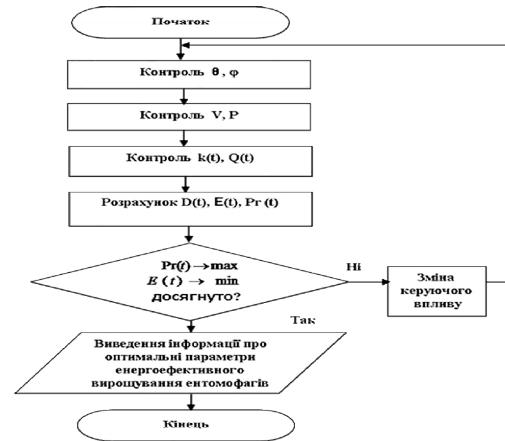 Початок
Контроль θ, φ
Контроль V, P
Контроль k(t), Q(t)
Розрахунок D(t), E(t), Pr (t)
Pr(t) → max
E (t) → min
досягнуто?
Ні
Зміна
керуючого
впливу
Так
Виведення інформації про
оптимальні параметри
енергоефективного
вирощування ентомофагів
Кінець